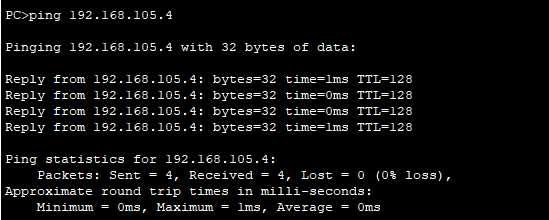 PC>ping 192.168.105.4
Pinging 192.168.105.4 with 32 bytes of data:
Reply from 192.168.105.4: bytes=32 time=1ms TTL=128
Reply from 192.168.105.4: bytes=32 time=0ms TTL=128
Reply from 192.168.105.4: bytes=32 time=0ms TTL=128
Reply from 192.168.105.4: bytes=32 time=1ms TTL=128
Ping statistics for 192.168.105.4:
    Packets: Sent = 4, Received = 4, Lost = 0 (0% loss),
Approximate round trip times in milli-seconds:
    Minimum = 0ms, Maximum = 1ms, Average = 0ms